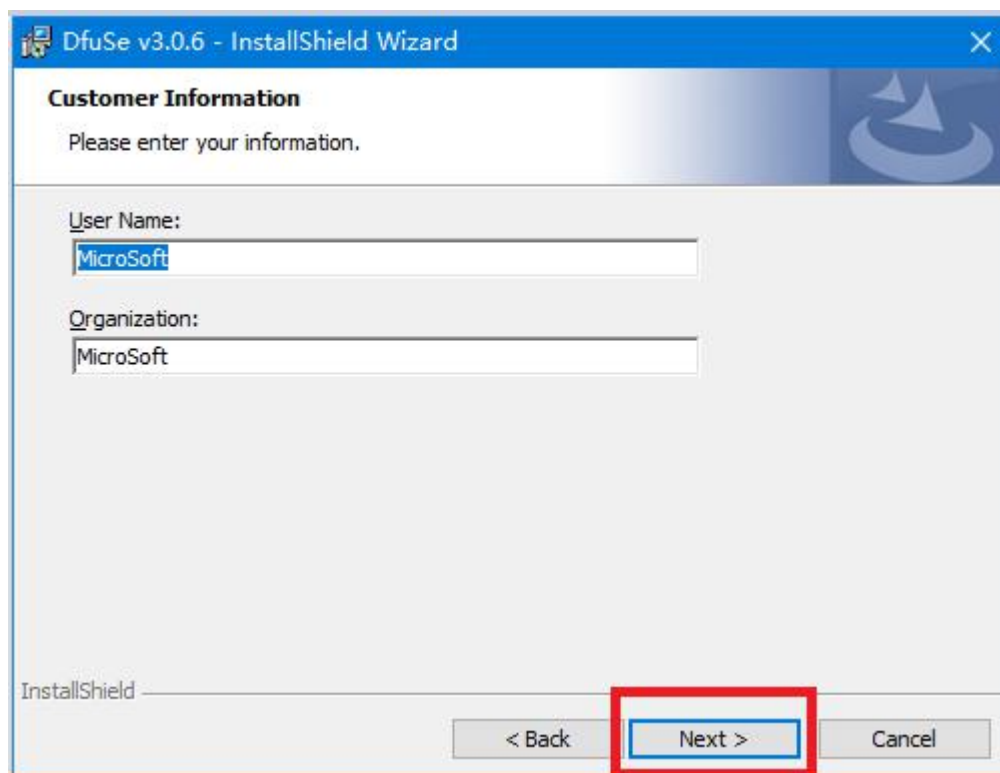 DfuSe v3.0.6 - InstallShield Wizard
Customer Information
Please enter your information.
User Name:
MicroSoft
Organization:
MicroSoft
InstallShield
< Back Next > Cancel